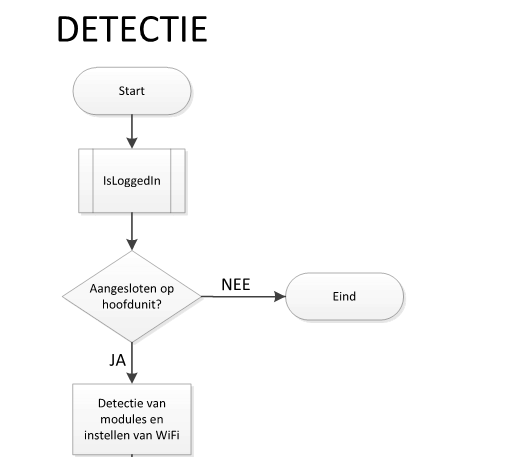 DETECTIE
Start
IsLoggedIn
Aangesloten op
hoofdunit?
NEE
Eind
JA
Detectie van
modules en
instellen van WiFi